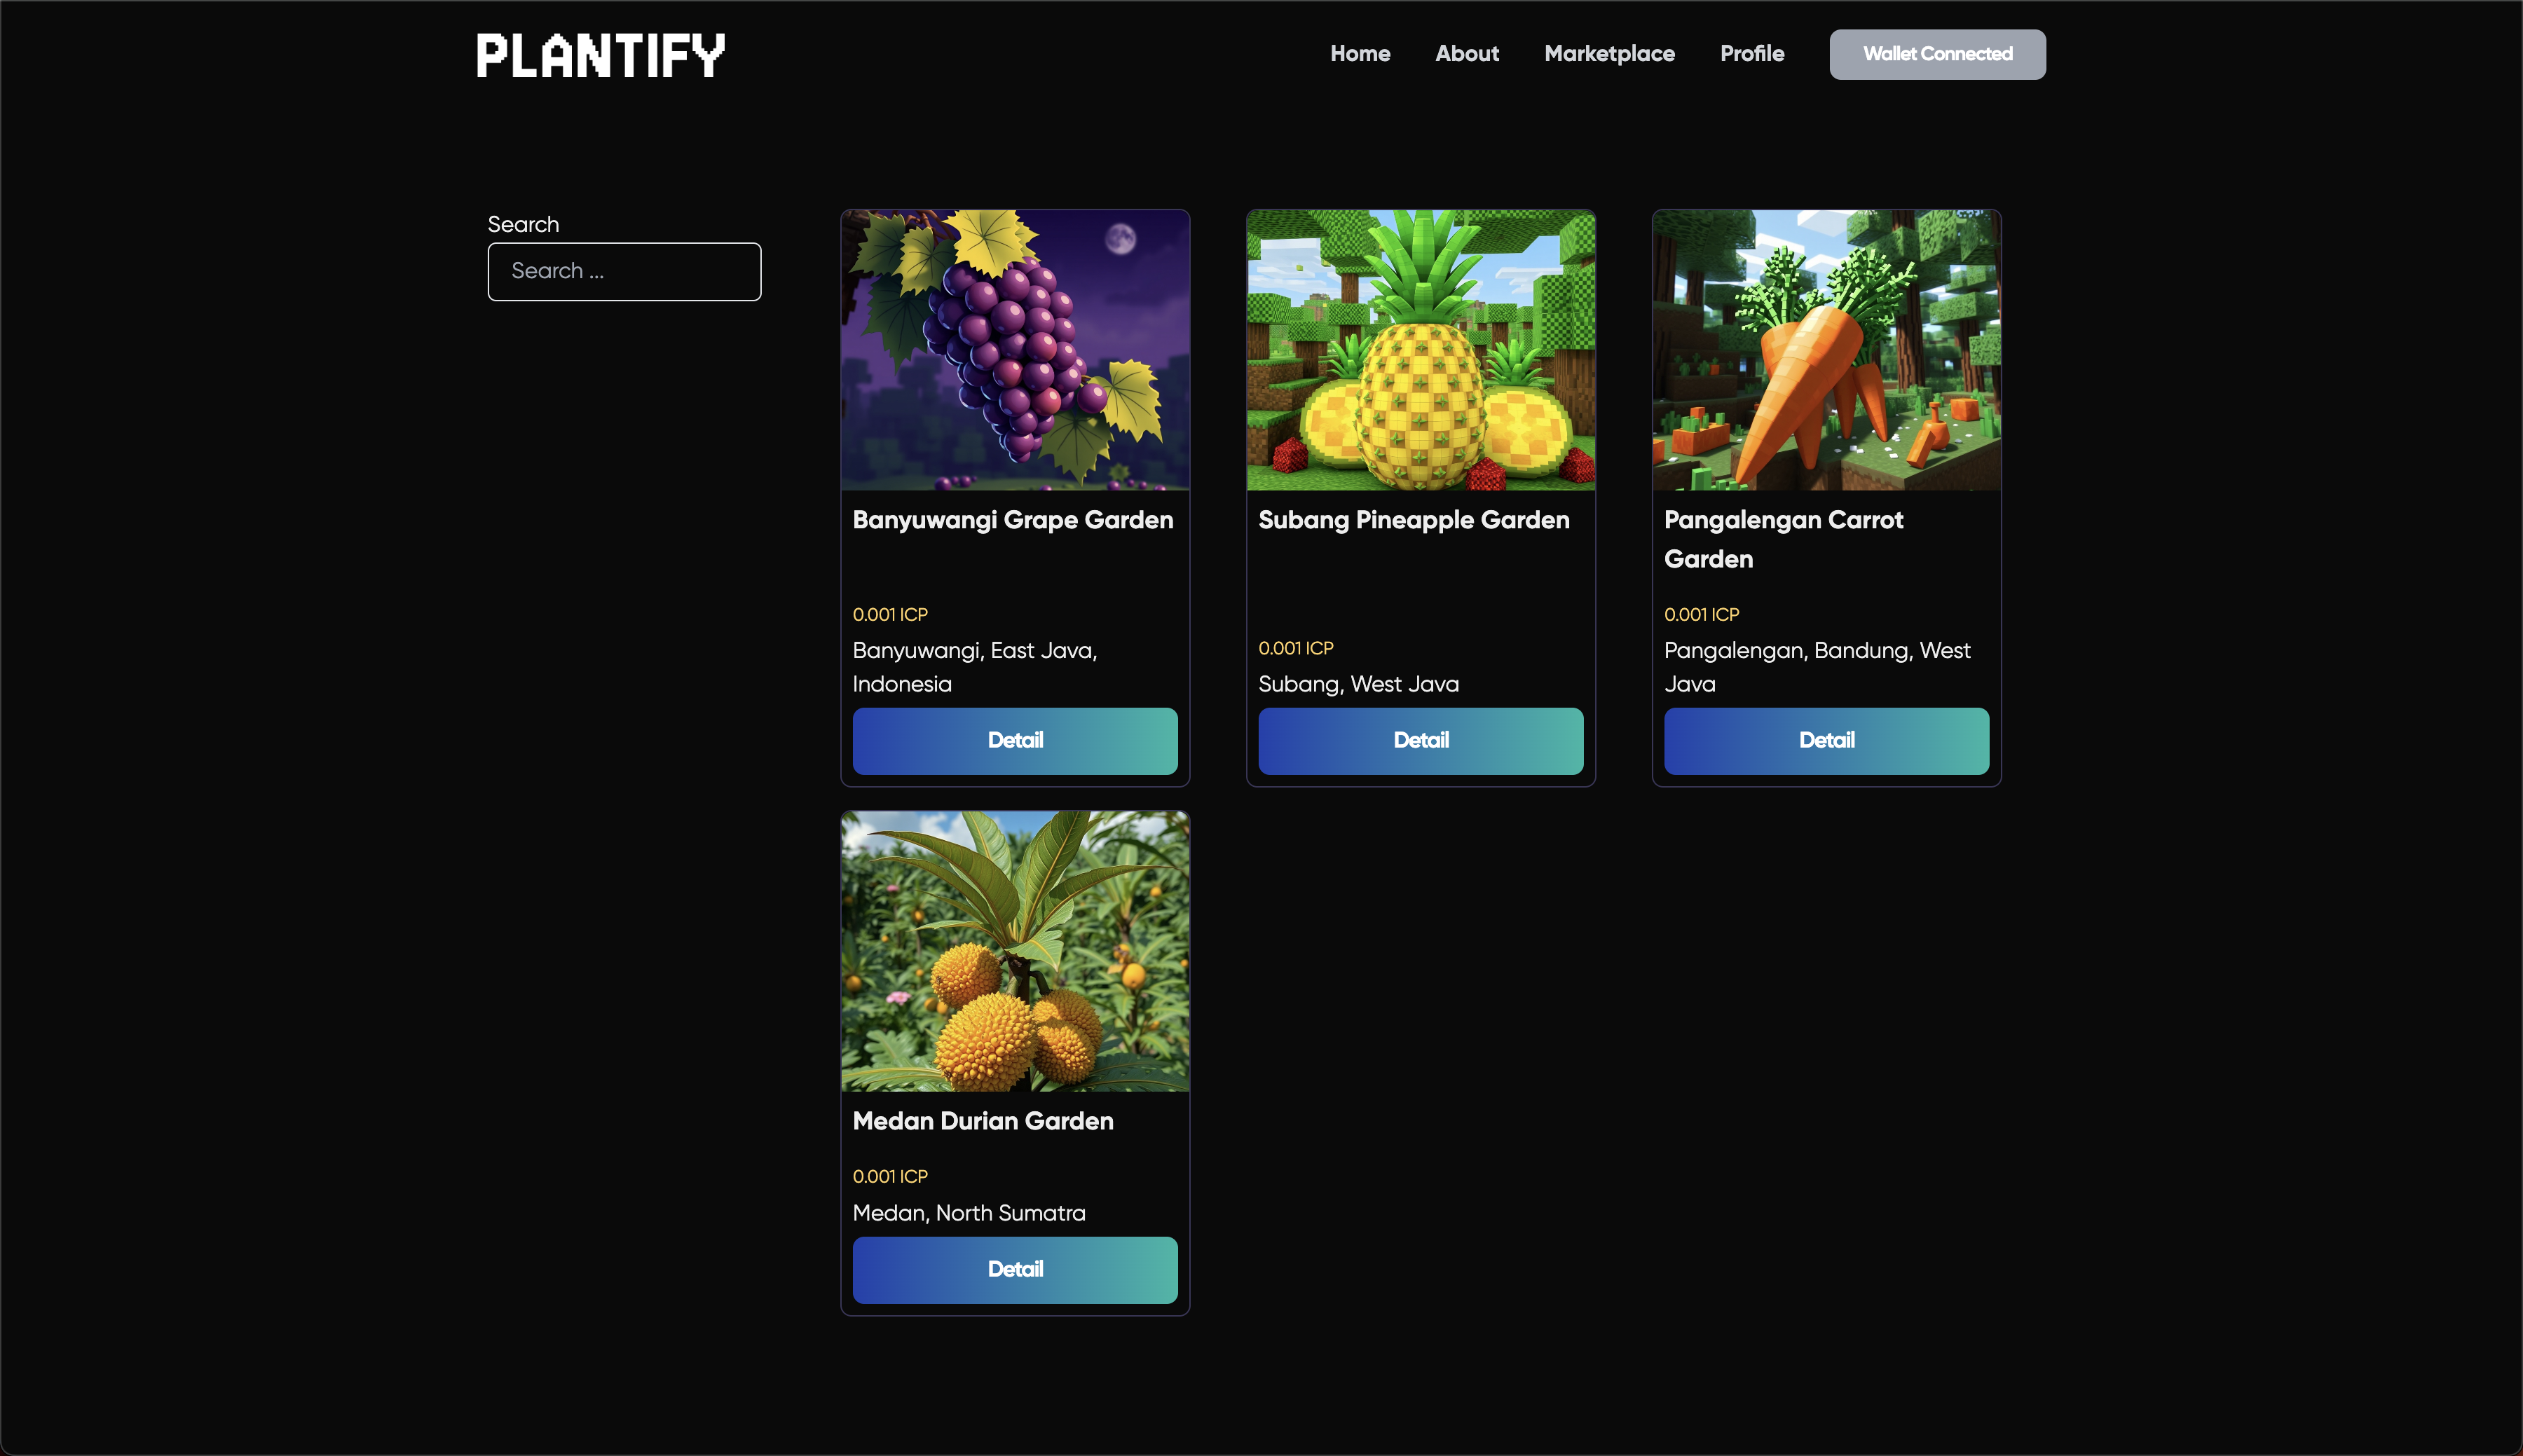 PLANTIFY
Home
About
Marketplace
Profile
Wallet Connected
Search
Search ...
Banyuwangi Grape Garden
0.001 ICP
Banyuwangi, East Java,
Indonesia
Detail
Subang Pineapple Garden
0.001 ICP
Subang, West Java
Detail
Pangalengan Carrot
Garden
0.001 ICP
Pangalengan, Bandung, West
Java
Detail
Medan Durian Garden
0.001 ICP
Medan, North Sumatra
Detail